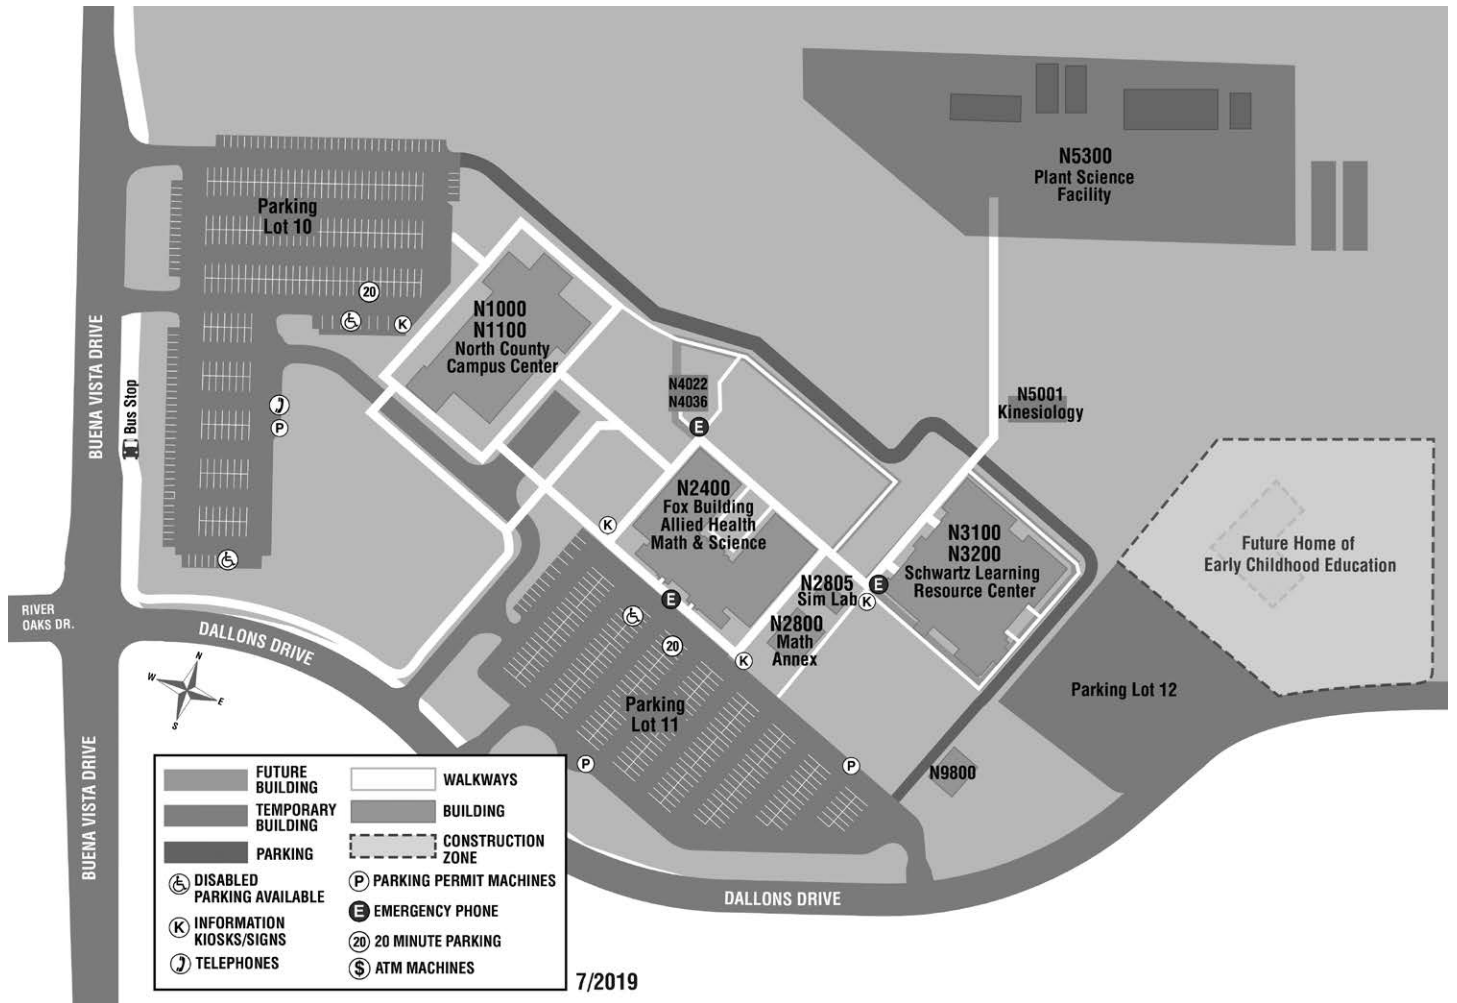 N5300
Plant Science
Facility
Parking
Lot 10
20
K
N1000
N1100
North County
Campus Center
BUENA VISTA DRIVE
Bus Stop
P
N4022
N4036
E
N5001
Kinesiology
N2400
Fox Building
Allied Health
Math & Science
K
N3100
N3200
Schwartz Learning
Resource Center
Future Home of
Early Childhood Education
N2805
Sim Lab
E
K
E
N2800
Math
Annex
20
K
RIVER
OAKS DR.
DALLONS DRIVE
N
W
E
S
Parking
Lot 11
Parking Lot 12
P
P
N9800
BUENA VISTA DRIVE
DALLONS DRIVE
FUTURE
BUILDING
TEMPORARY
BUILDING
PARKING
DISABLED
PARKING AVAILABLE
K INFORMATION
KIOSKS/SIGNS
TELEPHONES
WALKWAYS
BUILDING
CONSTRUCTION
ZONE
P PARKING PERMIT MACHINES
E EMERGENCY PHONE
20 20 MINUTE PARKING
$ ATM MACHINES
7/2019